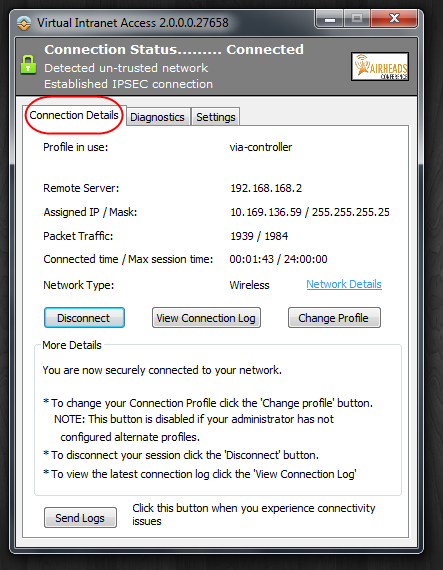 Virtual Intranet Access 2.0.0.0.27658
Connection Status......... Connected
Detected un-trusted network
Established IPSEC connection
AIRHEADS
CONFERENCE
Connection Details
Diagnostics
Settings
Profile in use: via-controller
Remote Server: 192.168.168.2
Assigned IP / Mask: 10.169.136.59 / 255.255.255.25
Packet Traffic: 1939 / 1984
Connected time / Max session time: 00:01:43 / 24:00:00
Network Type: Wireless Network Details
Disconnect
View Connection Log
Change Profile
More Details
You are now securely connected to your network.
* To change your Connection Profile click the 'Change profile' button.
NOTE: This button is disabled if your administrator has not
configured alternate profiles.
* To disconnect your session click the 'Disconnect' button.
* To view the latest connection log click the 'View Connection Log'
Send Logs
Click this button when you experience connectivity
issues